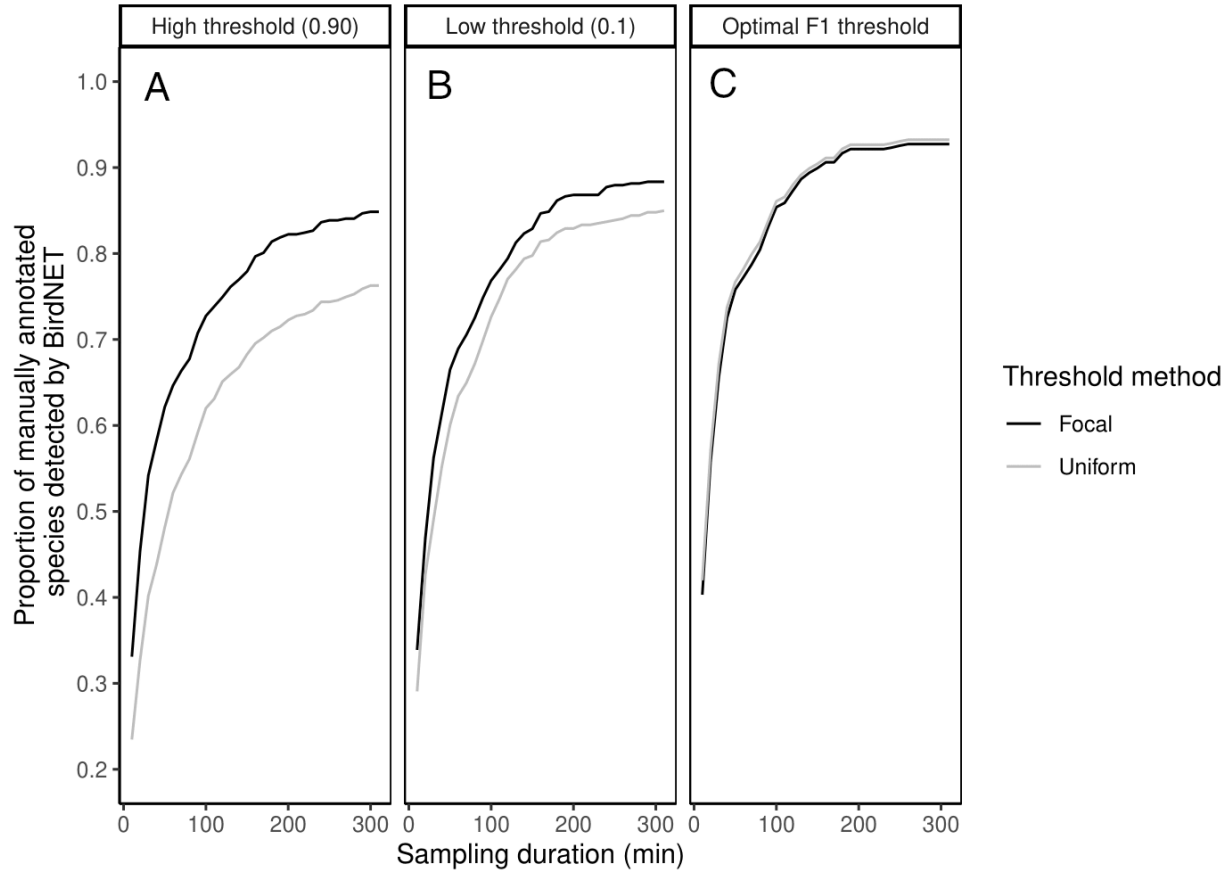 High threshold (0.90)
Low threshold (0.1)
Optimal F1 threshold
A
B
C
1.0
0.9
0.8
0.7
0.6
0.5
0.4
0.3
0.2
Proportion of manually annotated
species detected by BirdNET
0 100 200 300
0 100 200 300
0 100 200 300
Sampling duration (min)
Threshold method
Focal
Uniform